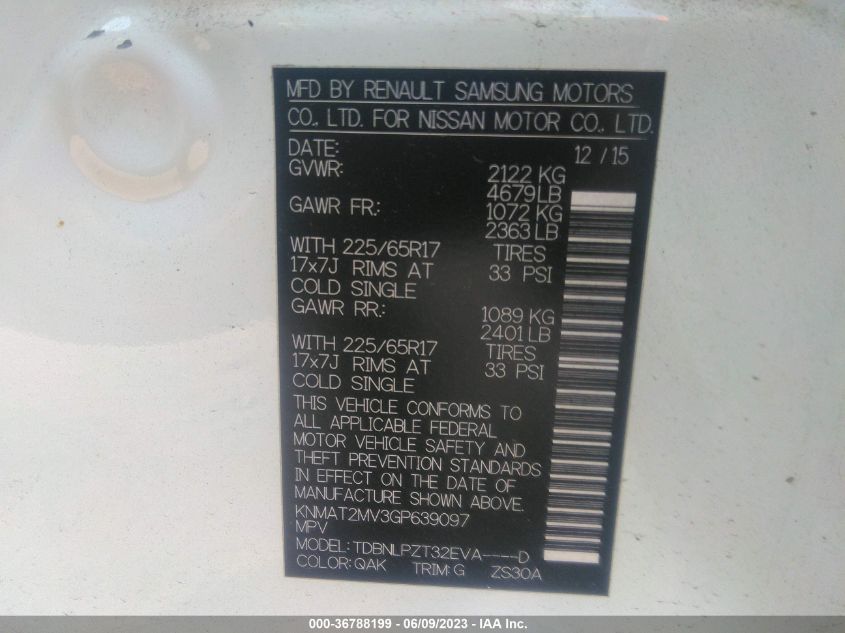 MFD BY RENAULT SAMSUNG MOTORS
CO., LTD. FOR NISSAN MOTOR CO., LTD.
DATE: 12 / 15
GVWR: 2122 KG
4679 LB
GAWR FR.: 1072 KG
2363 LB
WITH 225/65R17 TIRES
17x7J RIMS AT 33 PSI
COLD SINGLE
GAWR RR.: 1089 KG
2401 LB
WITH 225/65R17 TIRES
17x7J RIMS AT 33 PSI
COLD SINGLE
THIS VEHICLE CONFORMS TO
ALL APPLICABLE FEDERAL
MOTOR VEHICLE SAFETY AND
THEFT PREVENTION STANDARDS
IN EFFECT ON THE DATE OF
MANUFACTURE SHOWN ABOVE.
KNMAT2MV3GP639097
MPV
MODEL: TDBNLPZT32EVA----D
COLOR: QAK TRIM: G ZS30A
000-36788199 - 06/09/2023 - IAA Inc.